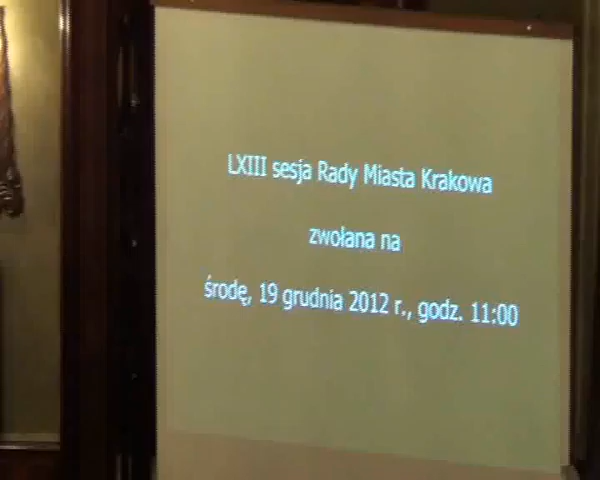 LXIII sesja Rady Miasta Krakowa
zwołana na
środę, 19 grudnia 2012 r., godz. 11:00